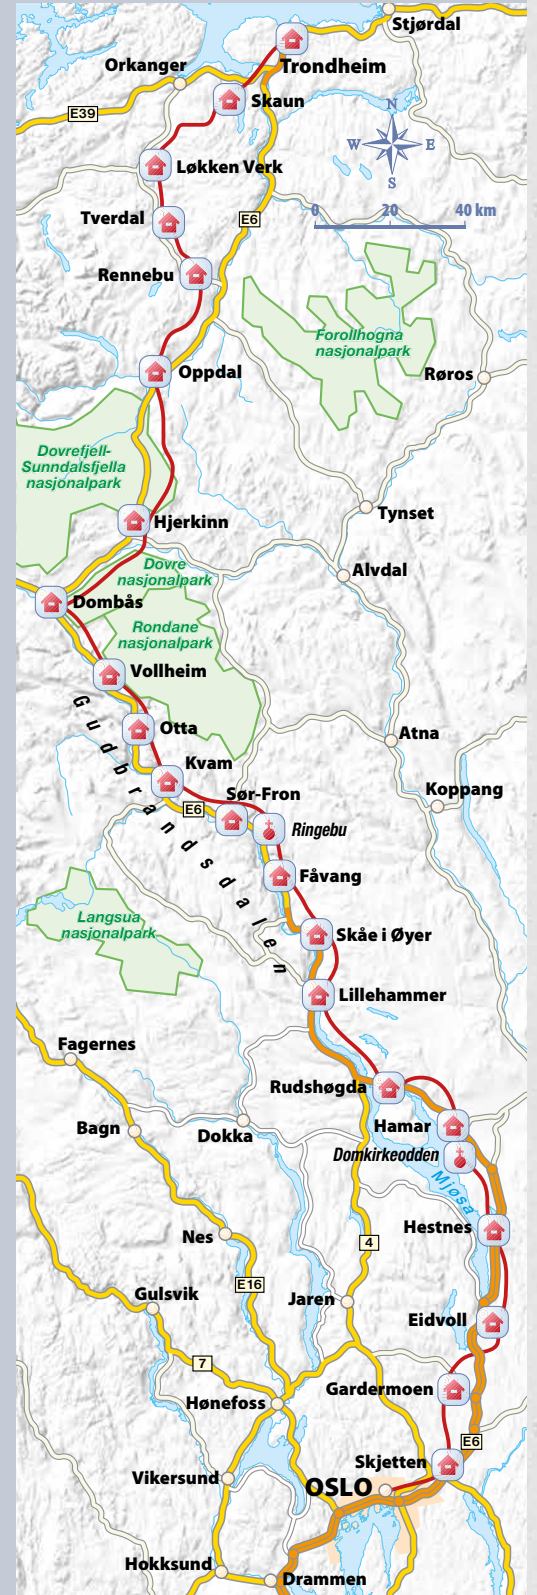 Stjørdal
Trondheim
Orkanger
Skaun
E39
N
W
E
S
Løkken Verk
0 20 40 km
Tverdal
E6
Rennebu
Forollhogna
nasjonalpark
Oppdal
Røros
Dovrefjell-
Sunndalsfjella
nasjonalpark
Tynset
Hjerkinn
Dovre
nasjonalpark
Alvdal
Dombås
Rondane
nasjonalpark
Vollheim
Gudbrandsdalen
Otta
Atna
Kvam
Koppang
Sør-Fron
E6
Ringebu
Fåvang
Langsua
nasjonalpark
Skåe i Øyer
Lillehammer
Fagernes
Rudshøgda
Bagn
Dokka
Hamar
Domkirkeodden
Mjøsa
Hestnes
Nes
4
E16
Gulsvik
Jaren
Eidvoll
7
Gardermoen
Hønefoss
E6
Skjetten
Vikersund
OSLO
Hokksund
Drammen